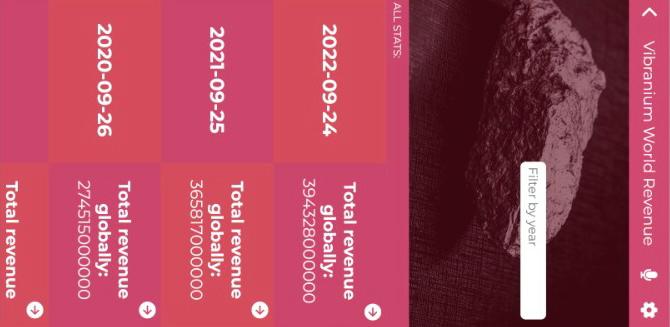 Vibranium World Revenue
Filter by year
ALL STATS:
2022-09-24
Total revenue
globally:
394328000000
2021-09-25
Total revenue
globally:
365817000000
2020-09-26
Total revenue
globally:
274515000000
Total revenue